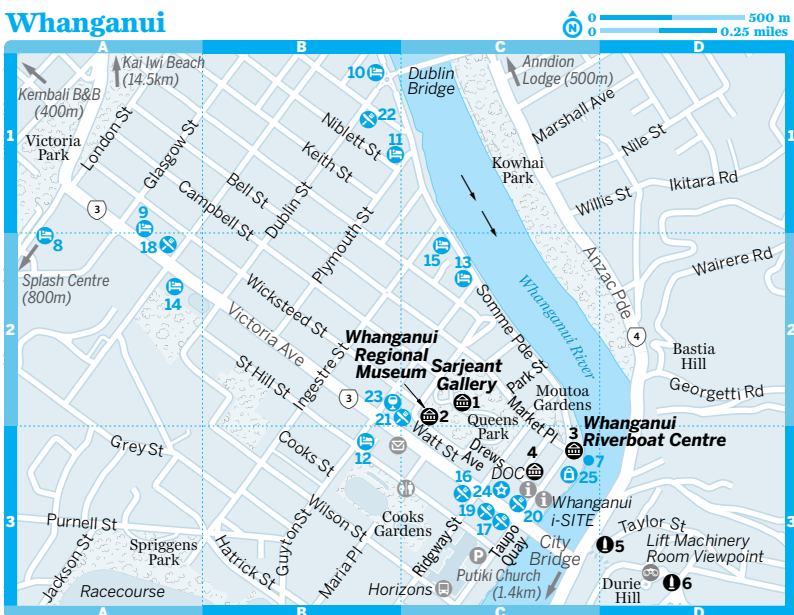 Whanganui
N
0 500 m
0 0.25 miles
A B C D
Kai Iwi Beach
(14.5km)
Kembali B&B
(400m)
Anndion
Lodge (500m)
Dublin
Bridge
10
22
Niblett St
11
Marshall Ave
Nile St
1
1
Victoria
Park
London St
Glasgow St
Keith St
Kowhai
Park
Ikitara Rd
Willis St
Bell St
Campbell St
Dublin St
Plymouth St
3
9
18
8
15
13
Anzac Pde
Wairere Rd
Splash Centre
(800m)
14
Wicksteed St
Victoria Ave
Somme Pde
Whanganui River
2
2
4
Bastia
Hill
Georgetti Rd
Whanganui
Regional
Museum
Sarjeant
Gallery
Park St
Moutoa
Gardens
Ingestre St
St Hill St
3
23
21
2
1
Queens
Park
Market Pl
Whanganui
Riverboat Centre
3
7
25
4
Drews
Ave
DOC
Watt St
12
Cooks St
Grey St
16
24
19
17
20
Whanganui
i-SITE
3
3
Purnell St
Jackson St
Spriggens
Park
Hatrick St
Guyton St
Wilson St
Maria Pl
Cooks
Gardens
Ridgway St
Taupo
Quay
City
Bridge
Taylor St
5
Lift Machinery
Room Viewpoint
P
Putiki Church
(1.4km)
Durie
Hill
6
Racecourse
Horizons
A B C D